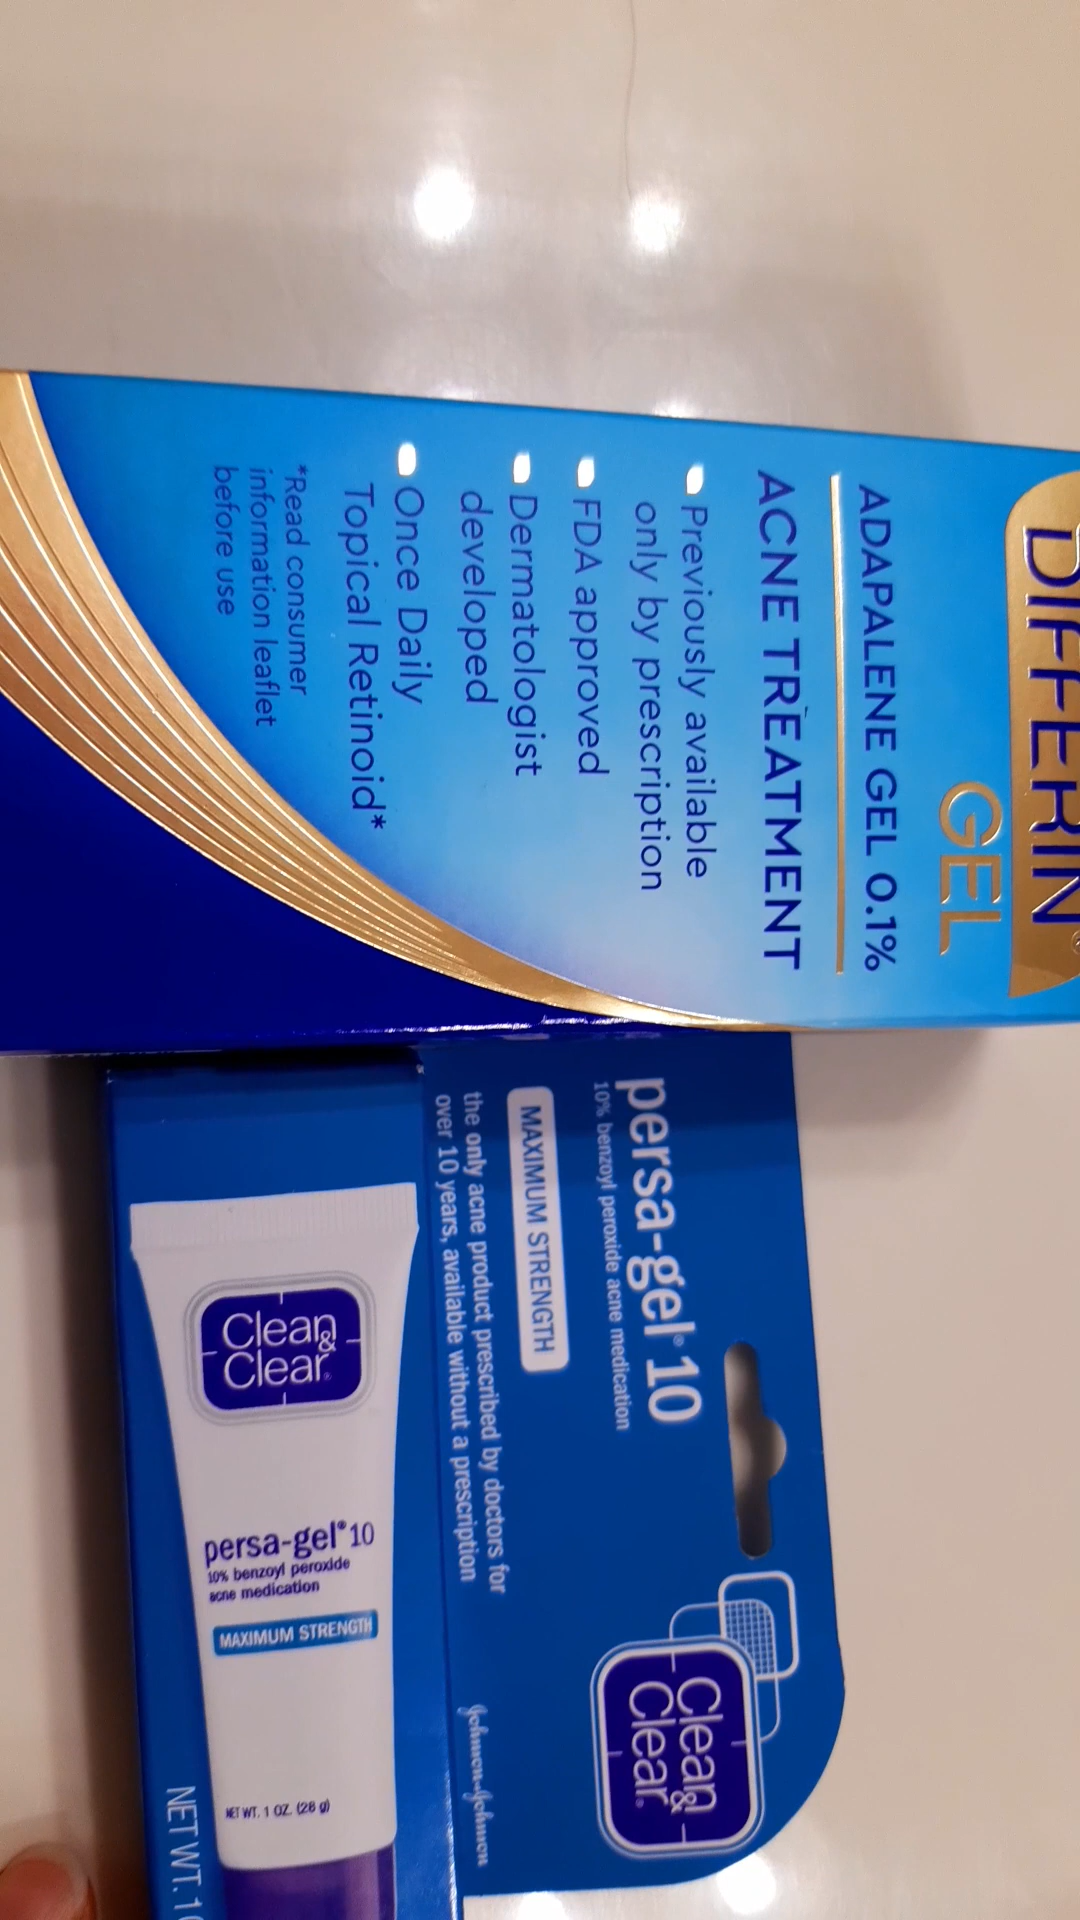 DIFFERIN®
GEL
ADAPALENE GEL 0.1%
ACNE TREATMENT
Previously available
only by prescription
FDA approved
Dermatologist
developed
Once Daily
Topical Retinoid*
*Read consumer
information leaflet
before use
Clean &
Clear®
persa-gel® 10
10% benzoyl peroxide acne medication
MAXIMUM STRENGTH
the only acne product prescribed by doctors for
over 10 years, available without a prescription
Johnson & Johnson
Clean &
Clear®
persa-gel® 10
10% benzoyl peroxide
acne medication
MAXIMUM STRENGTH
NET WT. 1 OZ. (28 g)
NET WT. 1